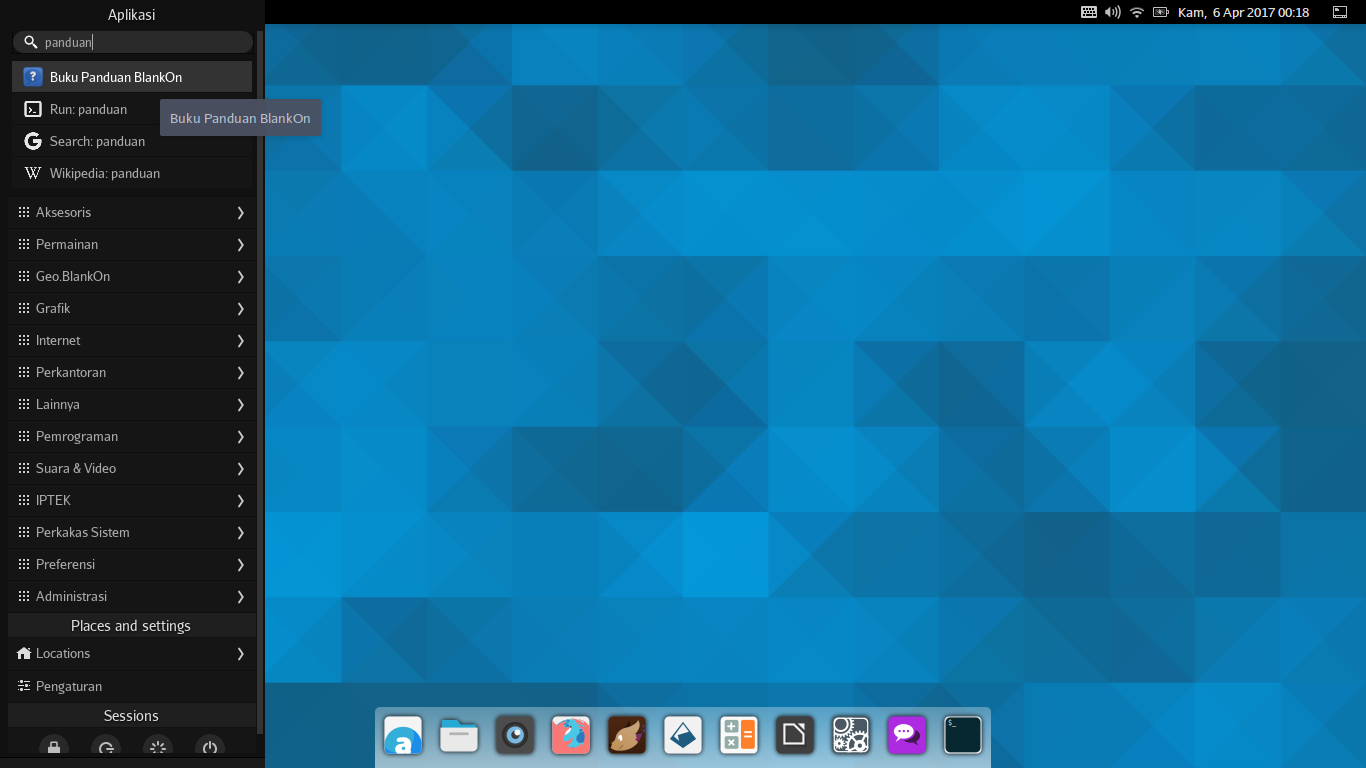 Aplikasi
Kam, 6 Apr 2017 00:18
panduan
Buku Panduan BlankOn
Run: panduan
Buku Panduan BlankOn
Search: panduan
Wikipedia: panduan
Aksesoris
Permainan
Geo.BlankOn
Grafik
Internet
Perkantoran
Lainnya
Pemrograman
Suara & Video
IPTEK
Perkakas Sistem
Preferensi
Administrasi
Places and settings
Locations
Pengaturan
Sessions